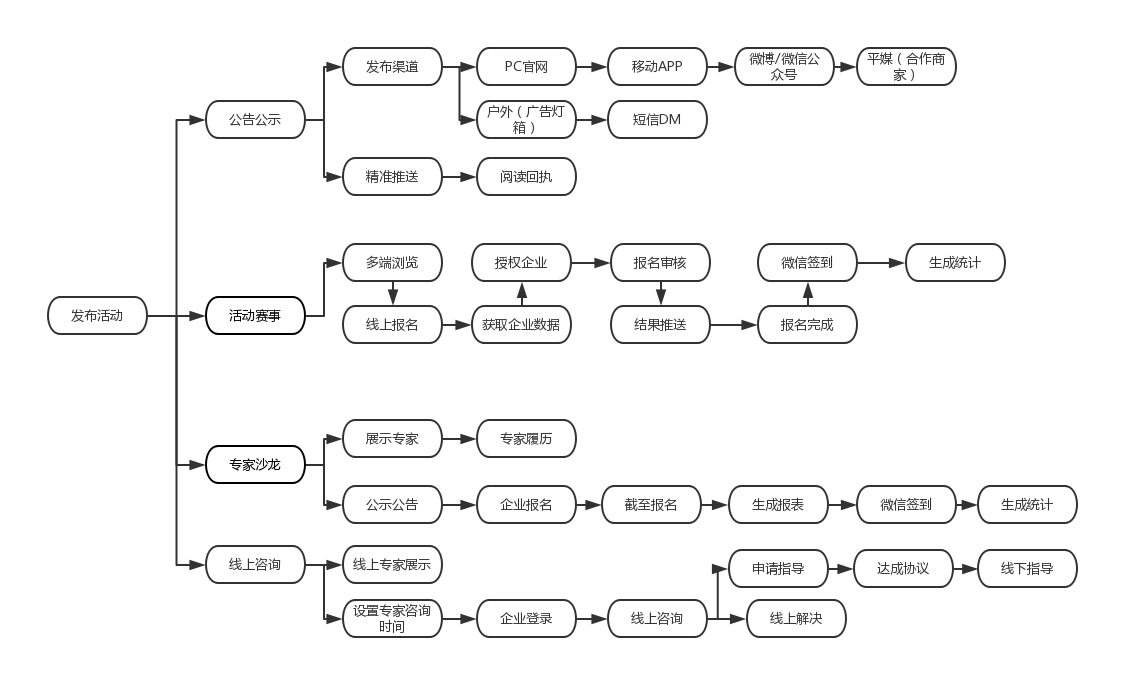 发布渠道
PC官网
移动APP
微博/微信公
众号
平媒（合作商
家）
公告公示
户外（广告灯
箱）
短信DM
精准推送
阅读回执
多端浏览
授权企业
报名审核
微信签到
生成统计
发布活动
活动赛事
线上报名
获取企业数据
结果推送
报名完成
展示专家
专家履历
专家沙龙
公示公告
企业报名
截至报名
生成报表
微信签到
生成统计
线上咨询
线上专家展示
申请指导
达成协议
线下指导
设置专家咨询
时间
企业登录
线上咨询
线上解决